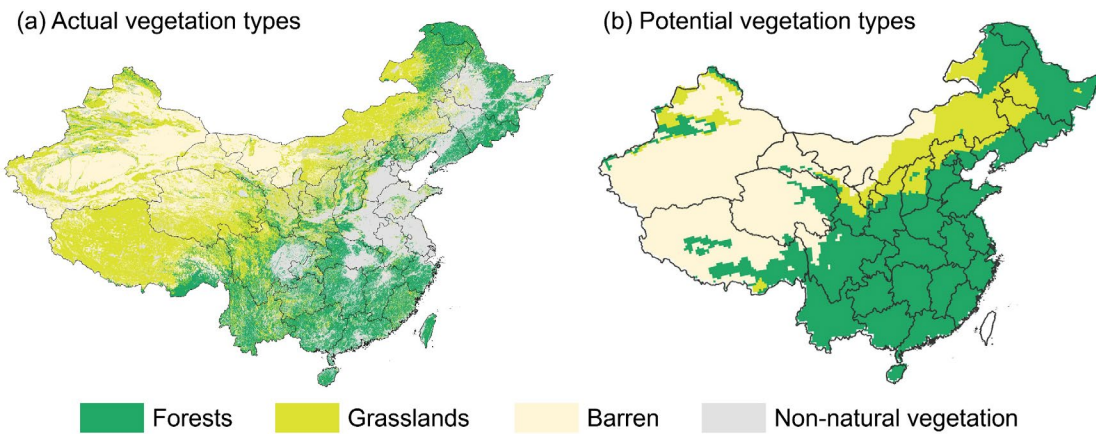 (a) Actual vegetation types
(b) Potential vegetation types
Forests
Grasslands
Barren
Non-natural vegetation